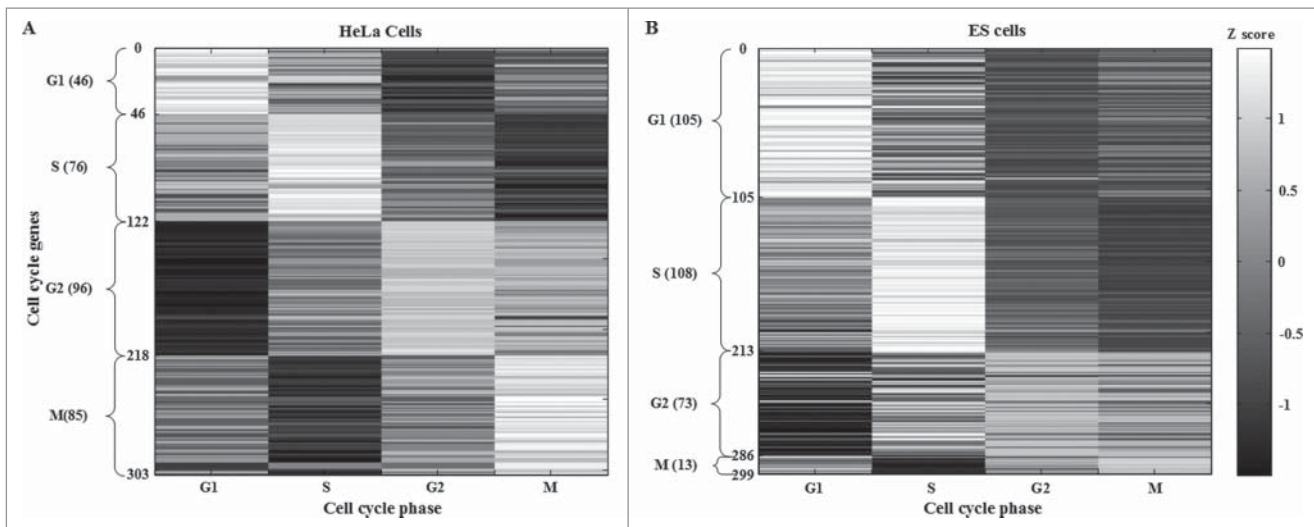 A
HeLa Cells
0
G1 (46)
46
S (76)
122
G2 (96)
218
M(85)
303
Cell cycle genes
G1 S G2 M
Cell cycle phase
B
ES cells
0
G1 (105)
105
S (108)
213
G2 (73)
286
M (13)
299
G1 S G2 M
Cell cycle phase
Z score
1
0.5
0
-0.5
-1